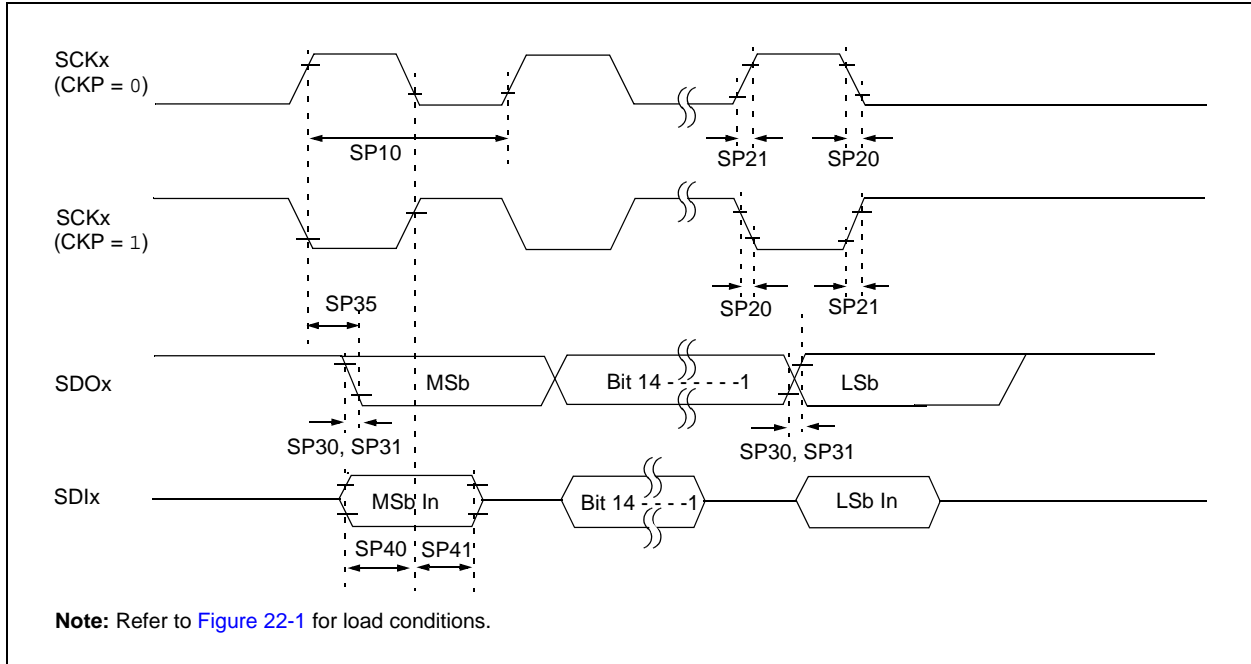 SCKx
(CKP = 0)
SP10
SP21
SP20
SCKx
(CKP = 1)
SP35
SP20
SP21
SDOx
MSb
Bit 14 - - - - - -1
LSb
SP30, SP31
SP30, SP31
SDIx
MSb In
Bit 14 - - - -1
LSb In
SP40
SP41
Note: Refer to Figure 22-1 for load conditions.